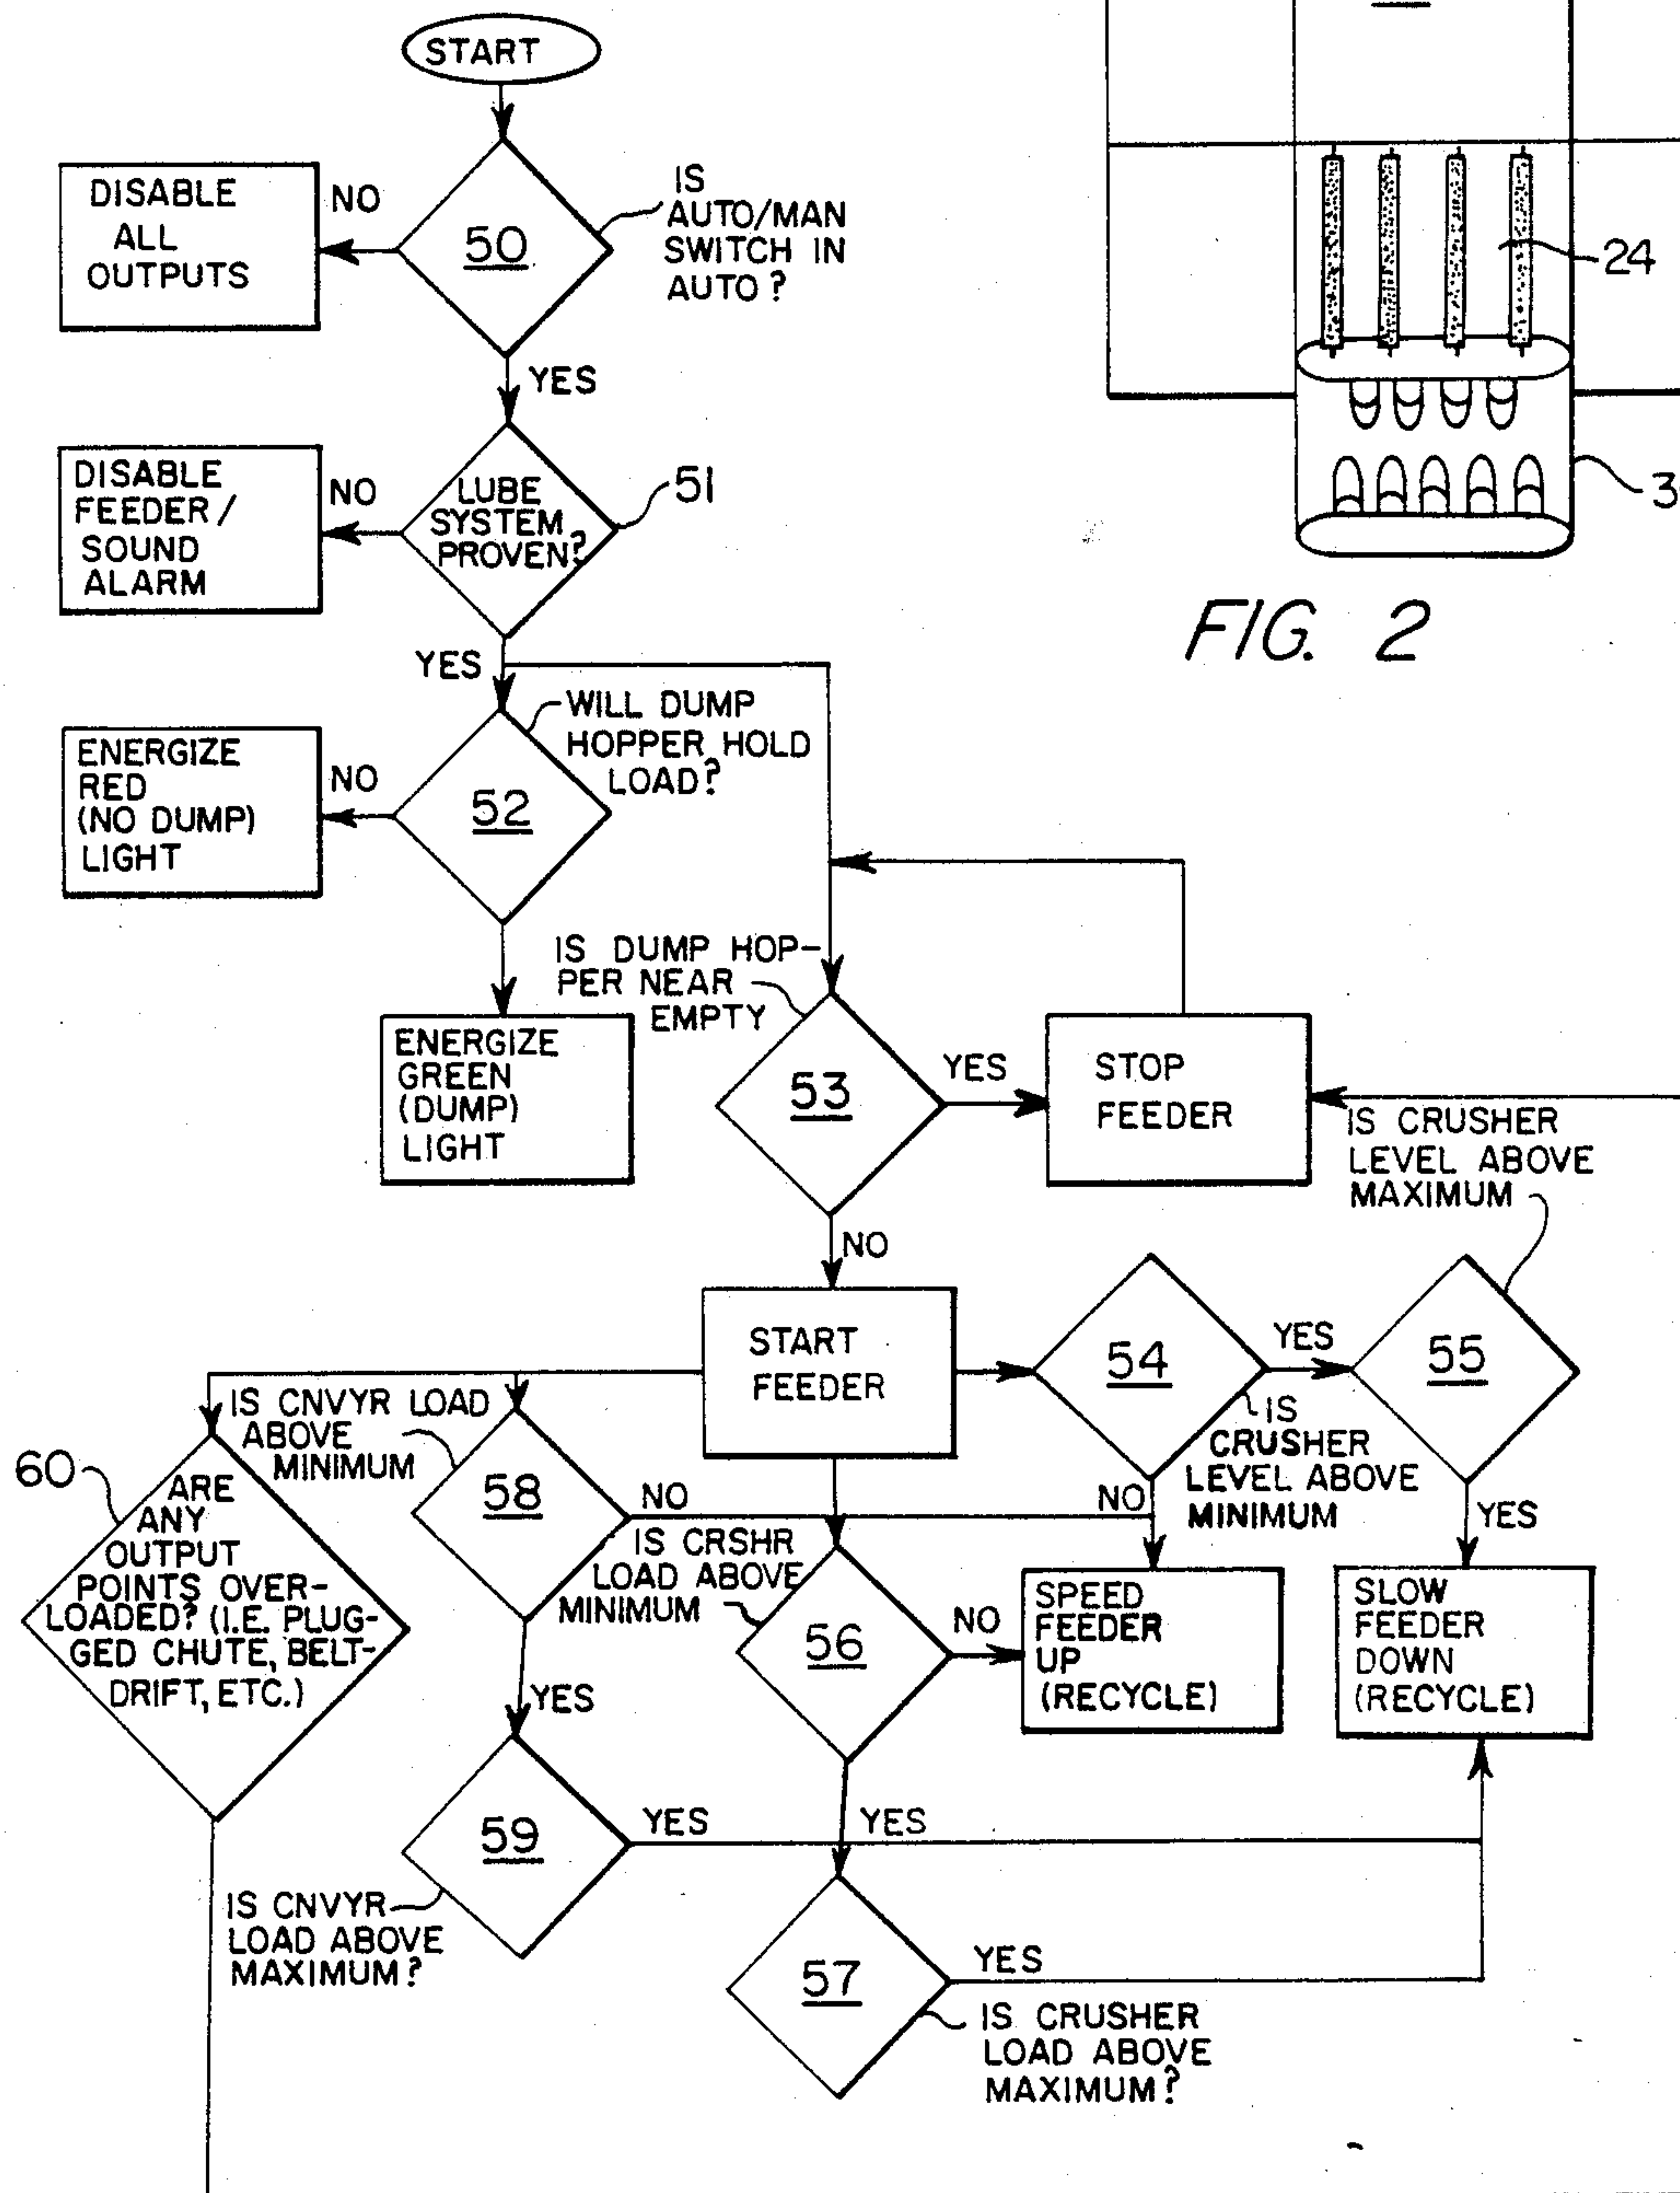 START
DISABLE
ALL
OUTPUTS
NO
50
IS
AUTO/MAN
SWITCH IN
AUTO?
YES
24
DISABLE
FEEDER/
SOUND
ALARM
NO
LUBE
SYSTEM
PROVEN?
51
3
FIG. 2
YES
ENERGIZE
RED
(NO DUMP)
LIGHT
NO
52
WILL DUMP
HOPPER HOLD
LOAD?
ENERGIZE
GREEN
(DUMP)
LIGHT
IS DUMP HOP-
PER NEAR
EMPTY
53
YES
STOP
FEEDER
IS CRUSHER
LEVEL ABOVE
MAXIMUM
NO
START
FEEDER
54
YES
55
IS
CRUSHER
LEVEL ABOVE
MINIMUM
NO
YES
60
ARE
ANY
OUTPUT
POINTS OVER-
LOADED? (I.E. PLUG-
GED CHUTE, BELT-
DRIFT, ETC.)
IS CNVYR LOAD
ABOVE
MINIMUM
58
NO
IS CRSHR
LOAD ABOVE
MINIMUM
56
NO
SPEED
FEEDER
UP
(RECYCLE)
SLOW
FEEDER
DOWN
(RECYCLE)
YES
59
YES
YES
IS CNVYR
LOAD ABOVE
MAXIMUM?
57
YES
IS CRUSHER
LOAD ABOVE
MAXIMUM?